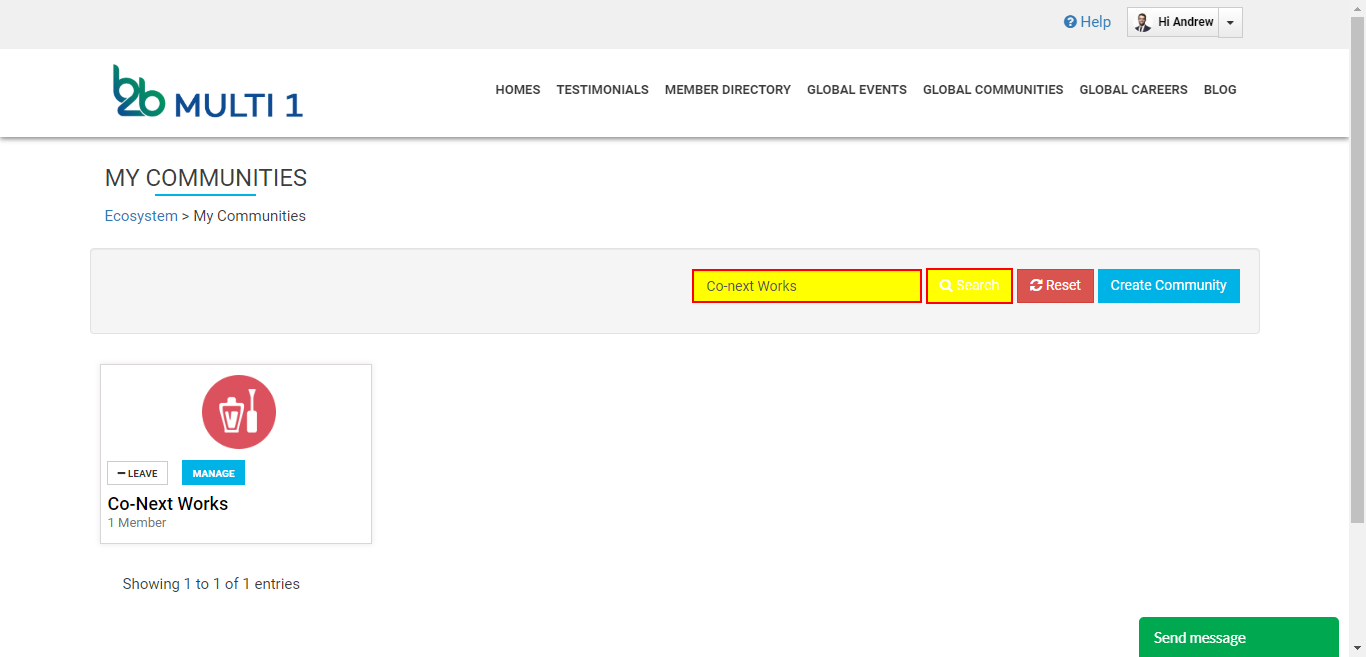 Help
Hi Andrew
b2b MULTI 1
HOMES TESTIMONIALS MEMBER DIRECTORY GLOBAL EVENTS GLOBAL COMMUNITIES GLOBAL CAREERS BLOG
MY COMMUNITIES
Ecosystem > My Communities
Co-next Works Search Reset Create Community
LEAVE MANAGE
Co-Next Works
1 Member
Showing 1 to 1 of 1 entries
Send message